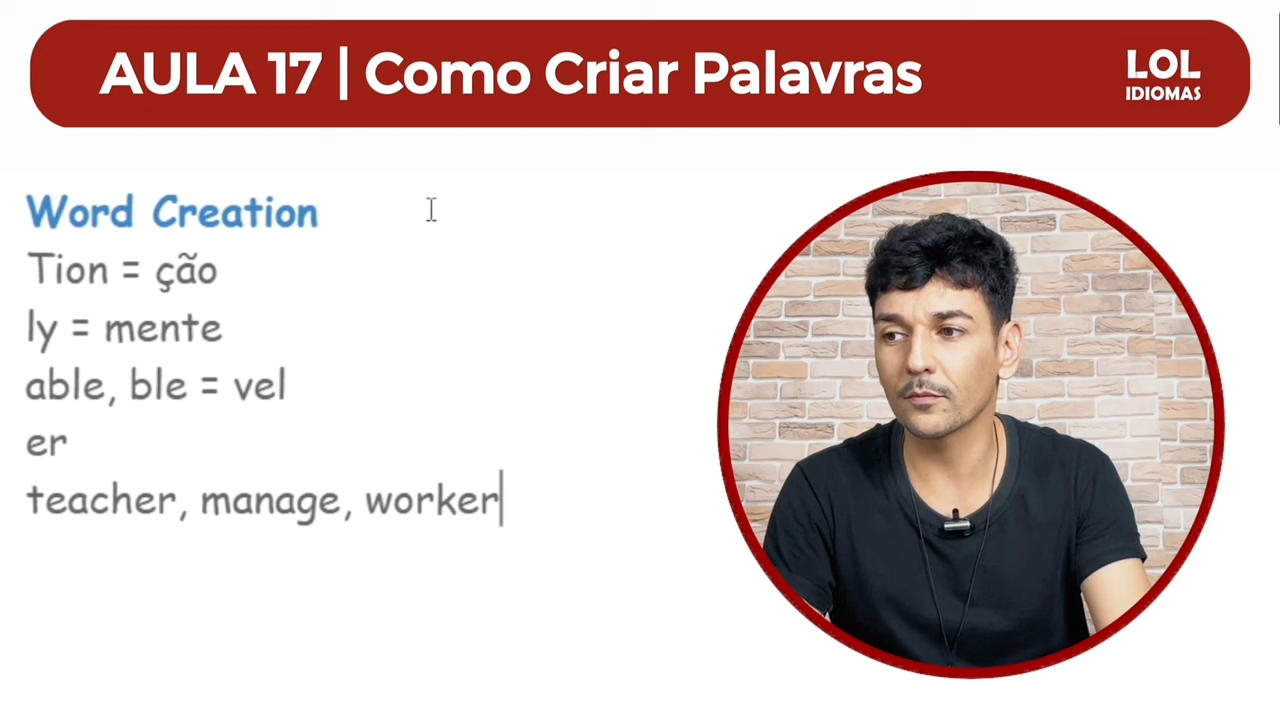 AULA 17 | Como Criar Palavras
LOL
IDIOMAS
Word Creation
Tion = ção
ly = mente
able, ble = vel
er
teacher, manage, worker